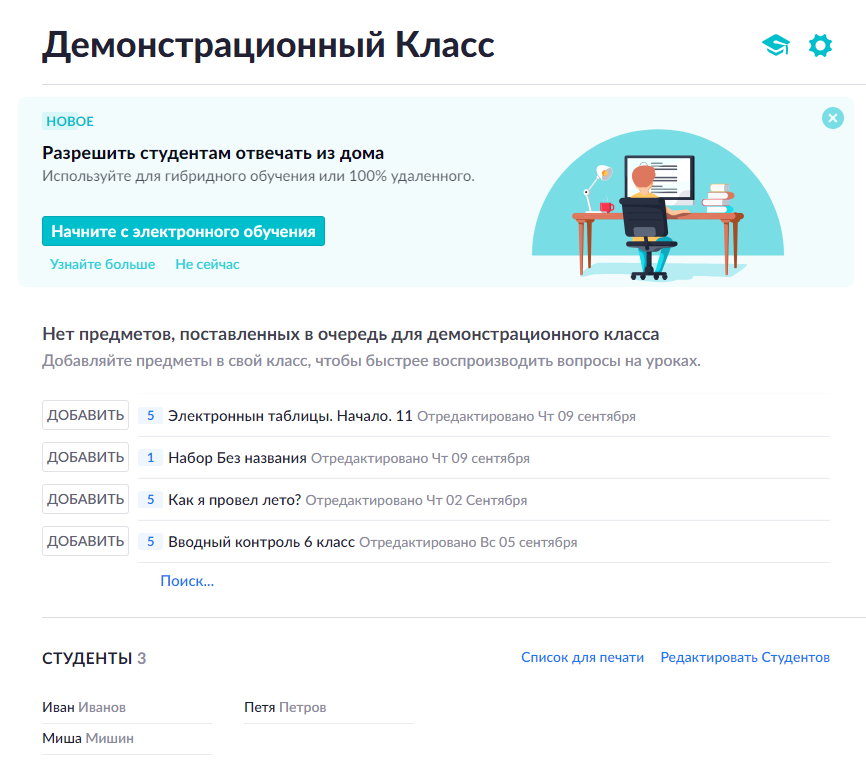 Демонстрационный Класс
НОВОЕ
Разрешить студентам отвечать из дома
Используйте для гибридного обучения или 100% удаленного.
Начните с электронного обучения
Узнайте больше Не сейчас
Нет предметов, поставленных в очередь для демонстрационного класса
Добавляйте предметы в свой класс, чтобы быстрее воспроизводить вопросы на уроках.
ДОБАВИТЬ 5 Электроннын таблицы. Начало. 11 Отредактировано Чт 09 сентября
ДОБАВИТЬ 1 Набор Без названия Отредактировано Чт 09 сентября
ДОБАВИТЬ 5 Как я провел лето? Отредактировано Чт 02 Сентября
ДОБАВИТЬ 5 Вводный контроль 6 класс Отредактировано Вс 05 сентября
Поиск...
СТУДЕНТЫ 3 Список для печати Редактировать Студентов
Иван Иванов Петя Петров
Миша Мишин